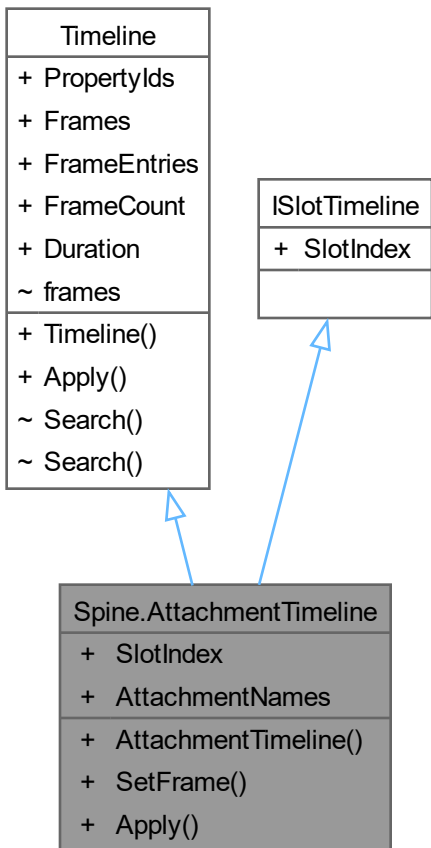 Timeline
+ PropertyIds
+ Frames
+ FrameEntries
+ FrameCount
+ Duration
~ frames
+ Timeline()
+ Apply()
~ Search()
~ Search()
ISlotTimeline
+ SlotIndex
Spine.AttachmentTimeline
+ SlotIndex
+ AttachmentNames
+ AttachmentTimeline()
+ SetFrame()
+ Apply()